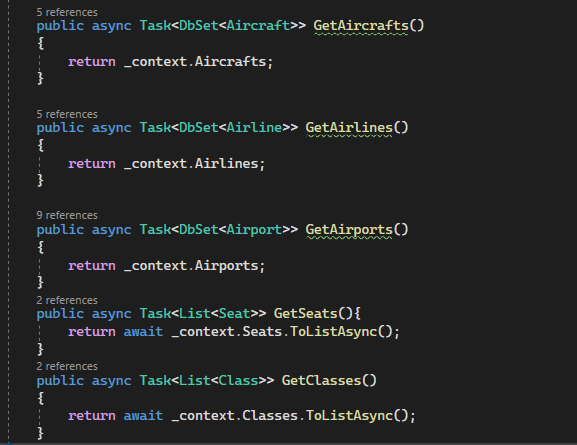 5 references
public async Task<DbSet<Aircraft>> GetAircrafts()
{
return _context.Aircrafts;
}
5 references
public async Task<DbSet<Airline>> GetAirlines()
{
return _context.Airlines;
}
9 references
public async Task<DbSet<Airport>> GetAirports()
{
return _context.Airports;
}
2 references
public async Task<List<Seat>> GetSeats(){
return await _context.Seats.ToListAsync();
}
2 references
public async Task<List<Class>> GetClasses()
{
return await _context.Classes.ToListAsync();
}